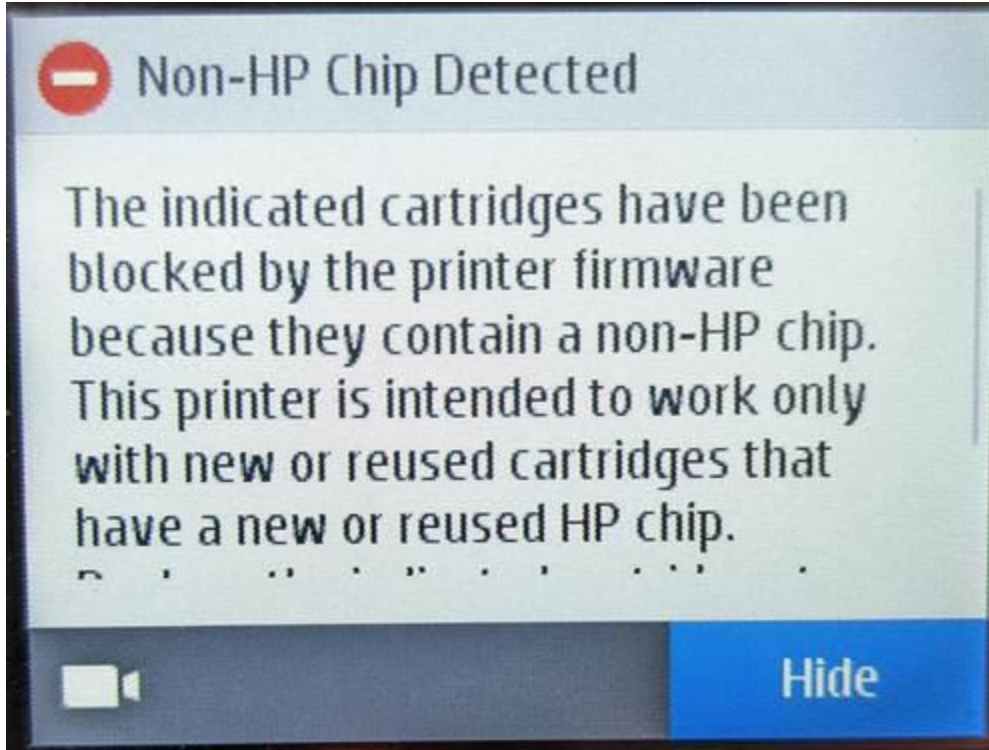 Non-HP Chip Detected
The indicated cartridges have been
blocked by the printer firmware
because they contain a non-HP chip.
This printer is intended to work only
with new or reused cartridges that
have a new or reused HP chip.
Hide